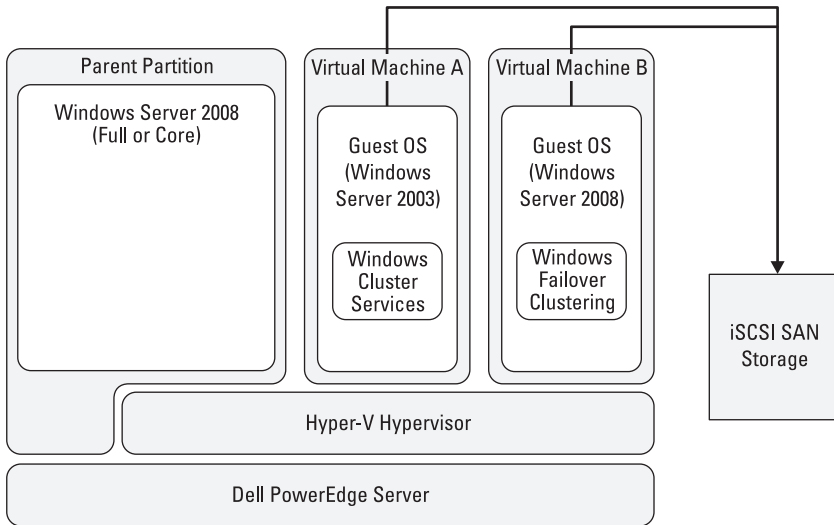 Parent Partition
Windows Server 2008
(Full or Core)
Virtual Machine A
Guest OS
(Windows
Server 2003)
Windows
Cluster
Services
Virtual Machine B
Guest OS
(Windows
Server 2008)
Windows
Failover
Clustering
iSCSI SAN
Storage
Hyper-V Hypervisor
Dell PowerEdge Server